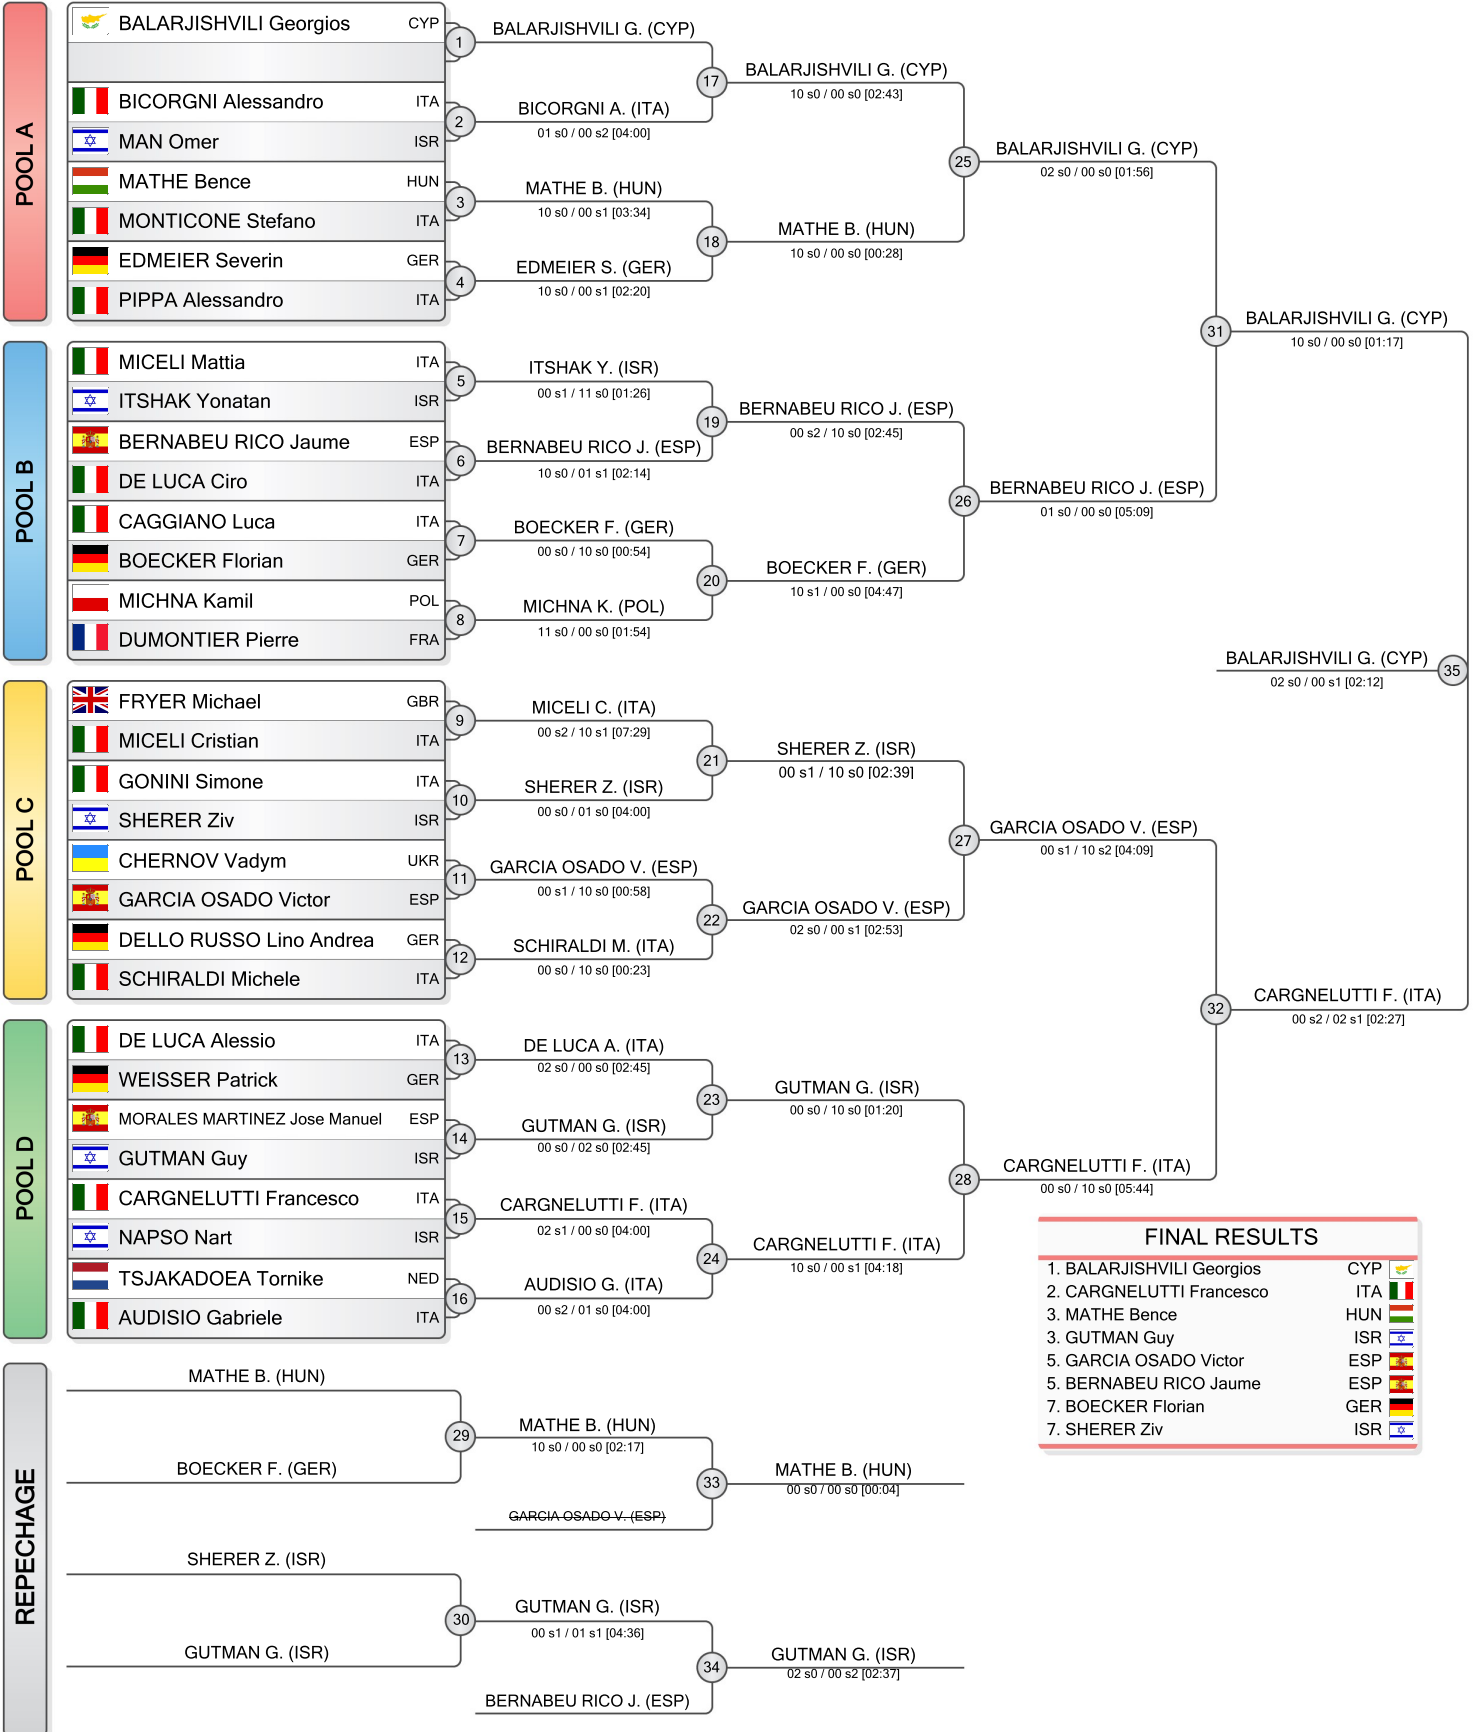 POOL A
BALARJISHVILI Georgios CYP
BICORGNI Alessandro ITA
MAN Omer ISR
MATHE Bence HUN
MONTICONE Stefano ITA
EDMEIER Severin GER
PIPPA Alessandro ITA
1
BALARJISHVILI G. (CYP)
2
BICORGNI A. (ITA)
01 s0 / 00 s2 [04:00]
3
MATHE B. (HUN)
10 s0 / 00 s1 [03:34]
4
EDMEIER S. (GER)
10 s0 / 00 s1 [02:20]
17
BALARJISHVILI G. (CYP)
10 s0 / 00 s0 [02:43]
18
MATHE B. (HUN)
10 s0 / 00 s0 [00:28]
25
BALARJISHVILI G. (CYP)
02 s0 / 00 s0 [01:56]
POOL B
MICELI Mattia ITA
ITSHAK Yonatan ISR
BERNABEU RICO Jaume ESP
DE LUCA Ciro ITA
CAGGIANO Luca ITA
BOECKER Florian GER
MICHNA Kamil POL
DUMONTIER Pierre FRA
5
ITSHAK Y. (ISR)
00 s1 / 11 s0 [01:26]
6
BERNABEU RICO J. (ESP)
10 s0 / 01 s1 [02:14]
7
BOECKER F. (GER)
00 s0 / 10 s0 [00:54]
8
MICHNA K. (POL)
11 s0 / 00 s0 [01:54]
19
BERNABEU RICO J. (ESP)
00 s2 / 10 s0 [02:45]
20
BOECKER F. (GER)
10 s1 / 00 s0 [04:47]
26
BERNABEU RICO J. (ESP)
01 s0 / 00 s0 [05:09]
31
BALARJISHVILI G. (CYP)
10 s0 / 00 s0 [01:17]
BALARJISHVILI G. (CYP)
02 s0 / 00 s1 [02:12]
35
POOL C
FRYER Michael GBR
MICELI Cristian ITA
GONINI Simone ITA
SHERER Ziv ISR
CHERNOV Vadym UKR
GARCIA OSADO Victor ESP
DELLO RUSSO Lino Andrea GER
SCHIRALDI Michele ITA
9
MICELI C. (ITA)
00 s2 / 10 s1 [07:29]
10
SHERER Z. (ISR)
00 s0 / 01 s0 [04:00]
11
GARCIA OSADO V. (ESP)
00 s1 / 10 s0 [00:58]
12
SCHIRALDI M. (ITA)
00 s0 / 10 s0 [00:23]
21
SHERER Z. (ISR)
00 s1 / 10 s0 [02:39]
22
GARCIA OSADO V. (ESP)
02 s0 / 00 s1 [02:53]
27
GARCIA OSADO V. (ESP)
00 s1 / 10 s2 [04:09]
POOL D
DE LUCA Alessio ITA
WEISSER Patrick GER
MORALES MARTINEZ Jose Manuel ESP
GUTMAN Guy ISR
CARGNELUTTI Francesco ITA
NAPSO Nart ISR
TSJAKADOEA Tornike NED
AUDISIO Gabriele ITA
13
DE LUCA A. (ITA)
02 s0 / 00 s0 [02:45]
14
GUTMAN G. (ISR)
00 s0 / 02 s0 [02:45]
15
CARGNELUTTI F. (ITA)
02 s1 / 00 s0 [04:00]
16
AUDISIO G. (ITA)
00 s2 / 01 s0 [04:00]
23
GUTMAN G. (ISR)
00 s0 / 10 s0 [01:20]
24
CARGNELUTTI F. (ITA)
10 s0 / 00 s1 [04:18]
28
CARGNELUTTI F. (ITA)
00 s0 / 10 s0 [05:44]
32
CARGNELUTTI F. (ITA)
00 s2 / 02 s1 [02:27]
FINAL RESULTS
1. BALARJISHVILI Georgios CYP
2. CARGNELUTTI Francesco ITA
3. MATHE Bence HUN
3. GUTMAN Guy ISR
5. GARCIA OSADO Victor ESP
5. BERNABEU RICO Jaume ESP
7. BOECKER Florian GER
7. SHERER Ziv ISR
REPECHAGE
MATHE B. (HUN)
BOECKER F. (GER)
29
MATHE B. (HUN)
10 s0 / 00 s0 [02:17]
GARCIA OSADO V. (ESP)
33
MATHE B. (HUN)
00 s0 / 00 s0 [00:04]
SHERER Z. (ISR)
GUTMAN G. (ISR)
30
GUTMAN G. (ISR)
00 s1 / 01 s1 [04:36]
BERNABEU RICO J. (ESP)
34
GUTMAN G. (ISR)
02 s0 / 00 s2 [02:37]